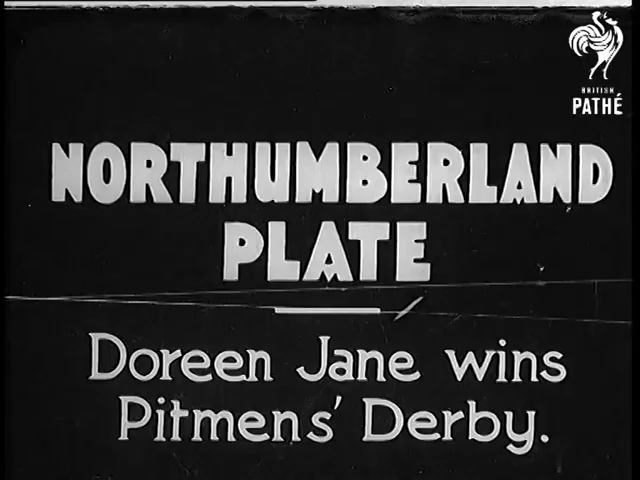 BRITISH
PATHÉ
NORTHUMBERLAND
PLATE
Doreen Jane wins
Pitmens' Derby.